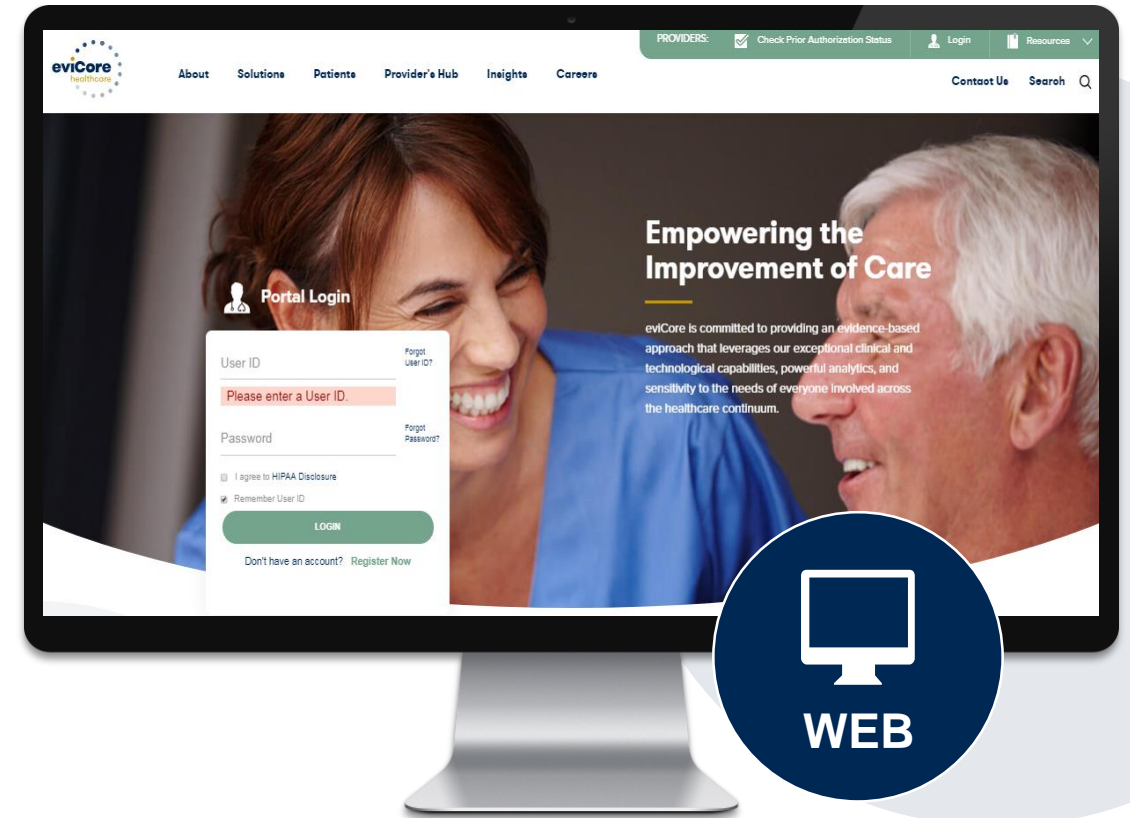 PROVIDERS:
Check Prior Authorization Status
Login
Resources
eviCore
healthcare
About
Solutions
Patients
Provider's Hub
Insights
Careers
Contact Us
Search
Empowering the
Improvement of Care
eviCore is committed to providing an evidence-based
approach that leverages our exceptional clinical and
technological capabilities, powerful analytics, and
sensitivity to the needs of everyone involved across
the healthcare continuum.
Portal Login
User ID
Forgot
User ID?
Please enter a User ID.
Password
Forgot
Password?
I agree to HIPAA Disclosure
Remember User ID
LOGIN
Don't have an account? Register Now
WEB